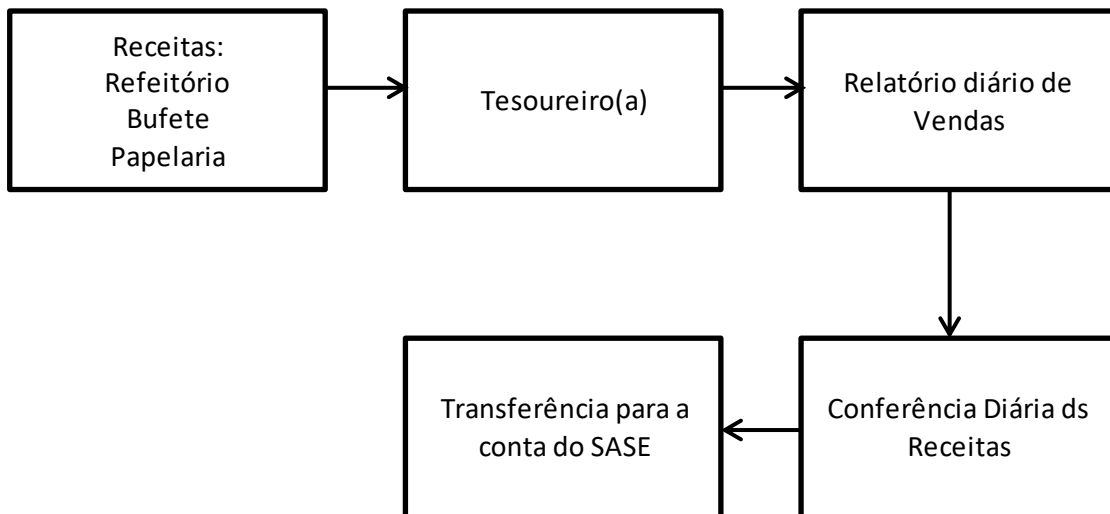 Receitas:
Refeitório
Bufete
Papelaria
Tesoureiro(a)
Relatório diário de
Vendas
Conferência Diária ds
Receitas
Transferência para a
conta do SASE